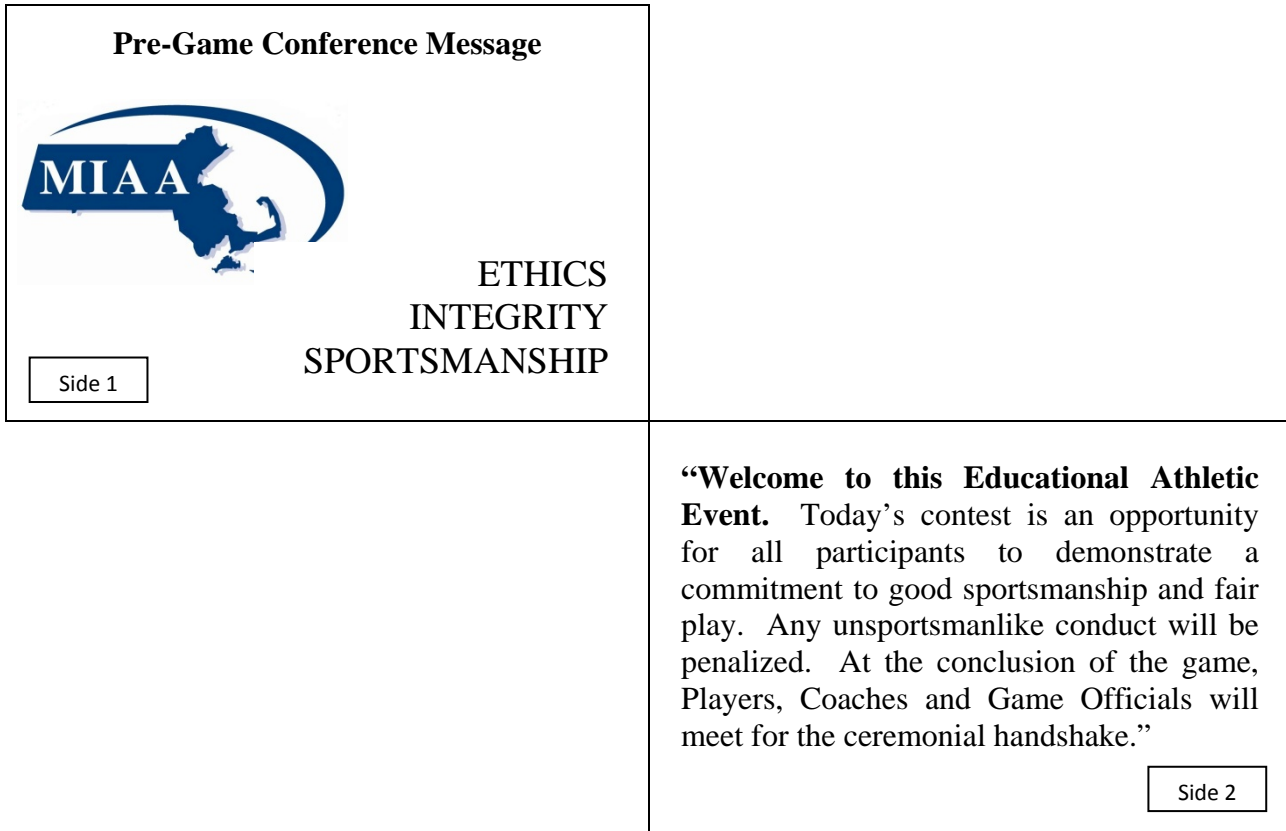 Pre-Game Conference Message
MIAA
ETHICS
INTEGRITY
SPORTSMANSHIP
Side 1
“Welcome to this Educational Athletic
Event. Today’s contest is an opportunity
for all participants to demonstrate a
commitment to good sportsmanship and fair
play. Any unsportsmanlike conduct will be
penalized. At the conclusion of the game,
Players, Coaches and Game Officials will
meet for the ceremonial handshake.”
Side 2